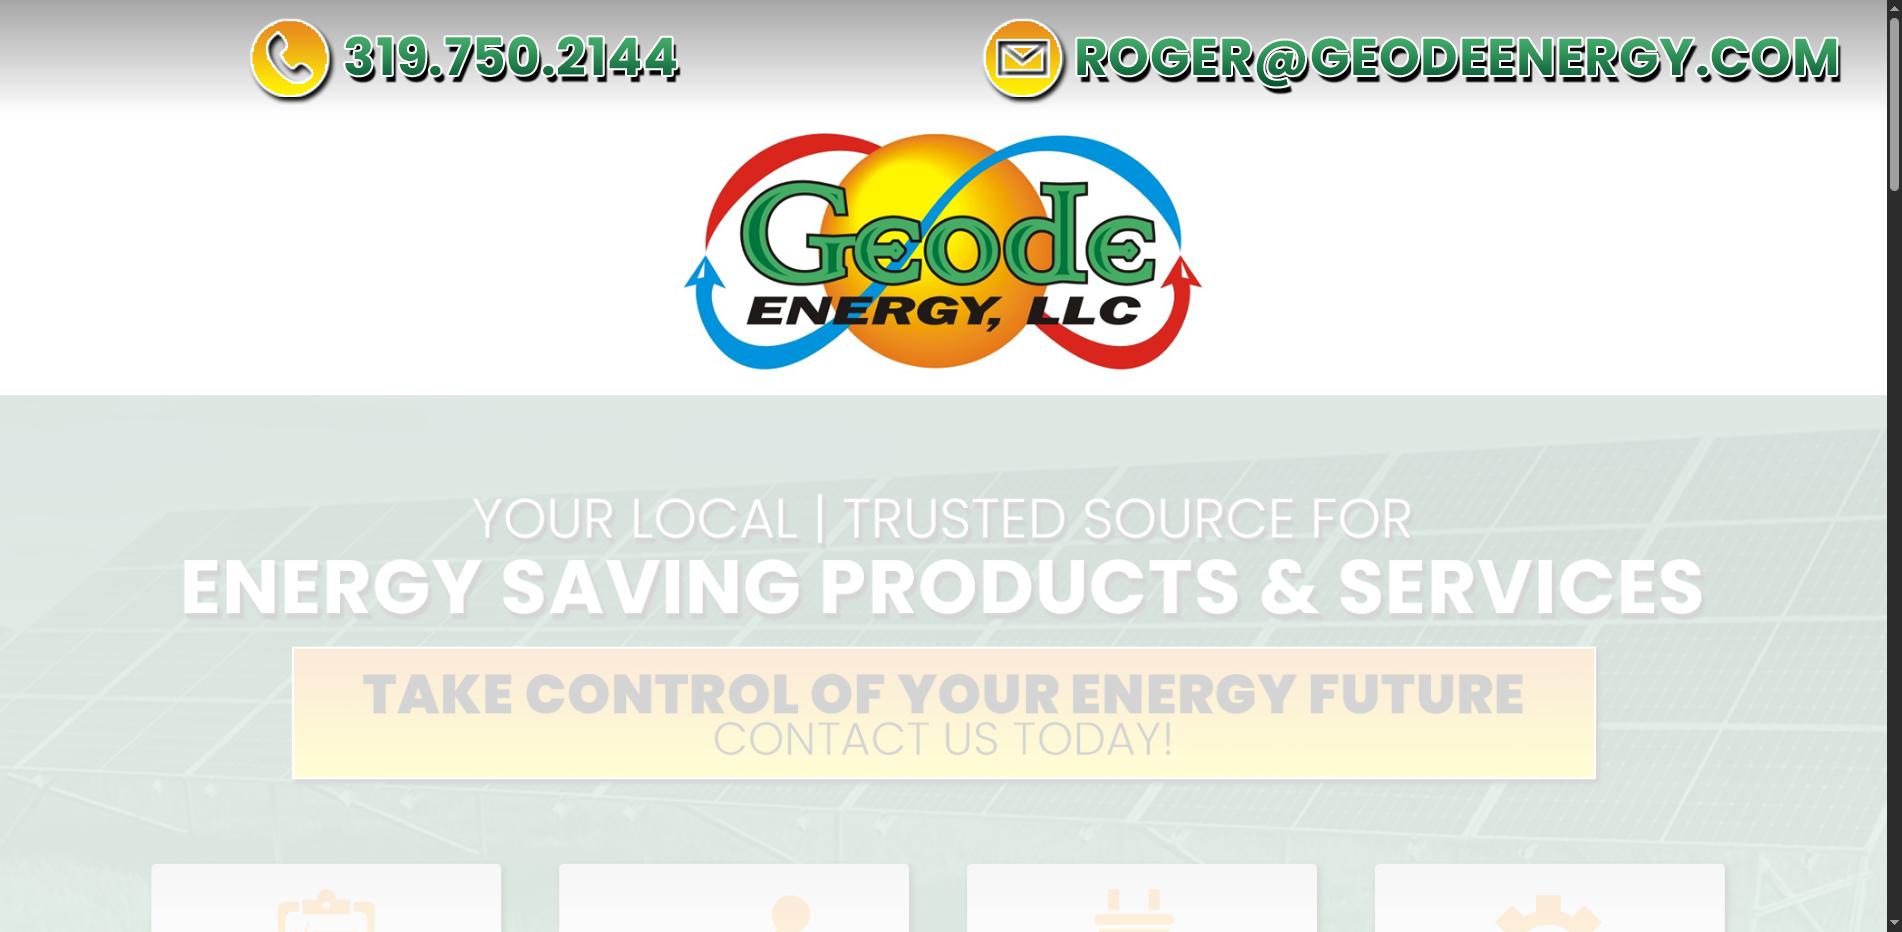 319.750.2144
ROGER@GEODEENERGY.COM
Geode
ENERGY, LLC
YOUR LOCAL | TRUSTED SOURCE FOR
ENERGY SAVING PRODUCTS & SERVICES
TAKE CONTROL OF YOUR ENERGY FUTURE
CONTACT US TODAY!